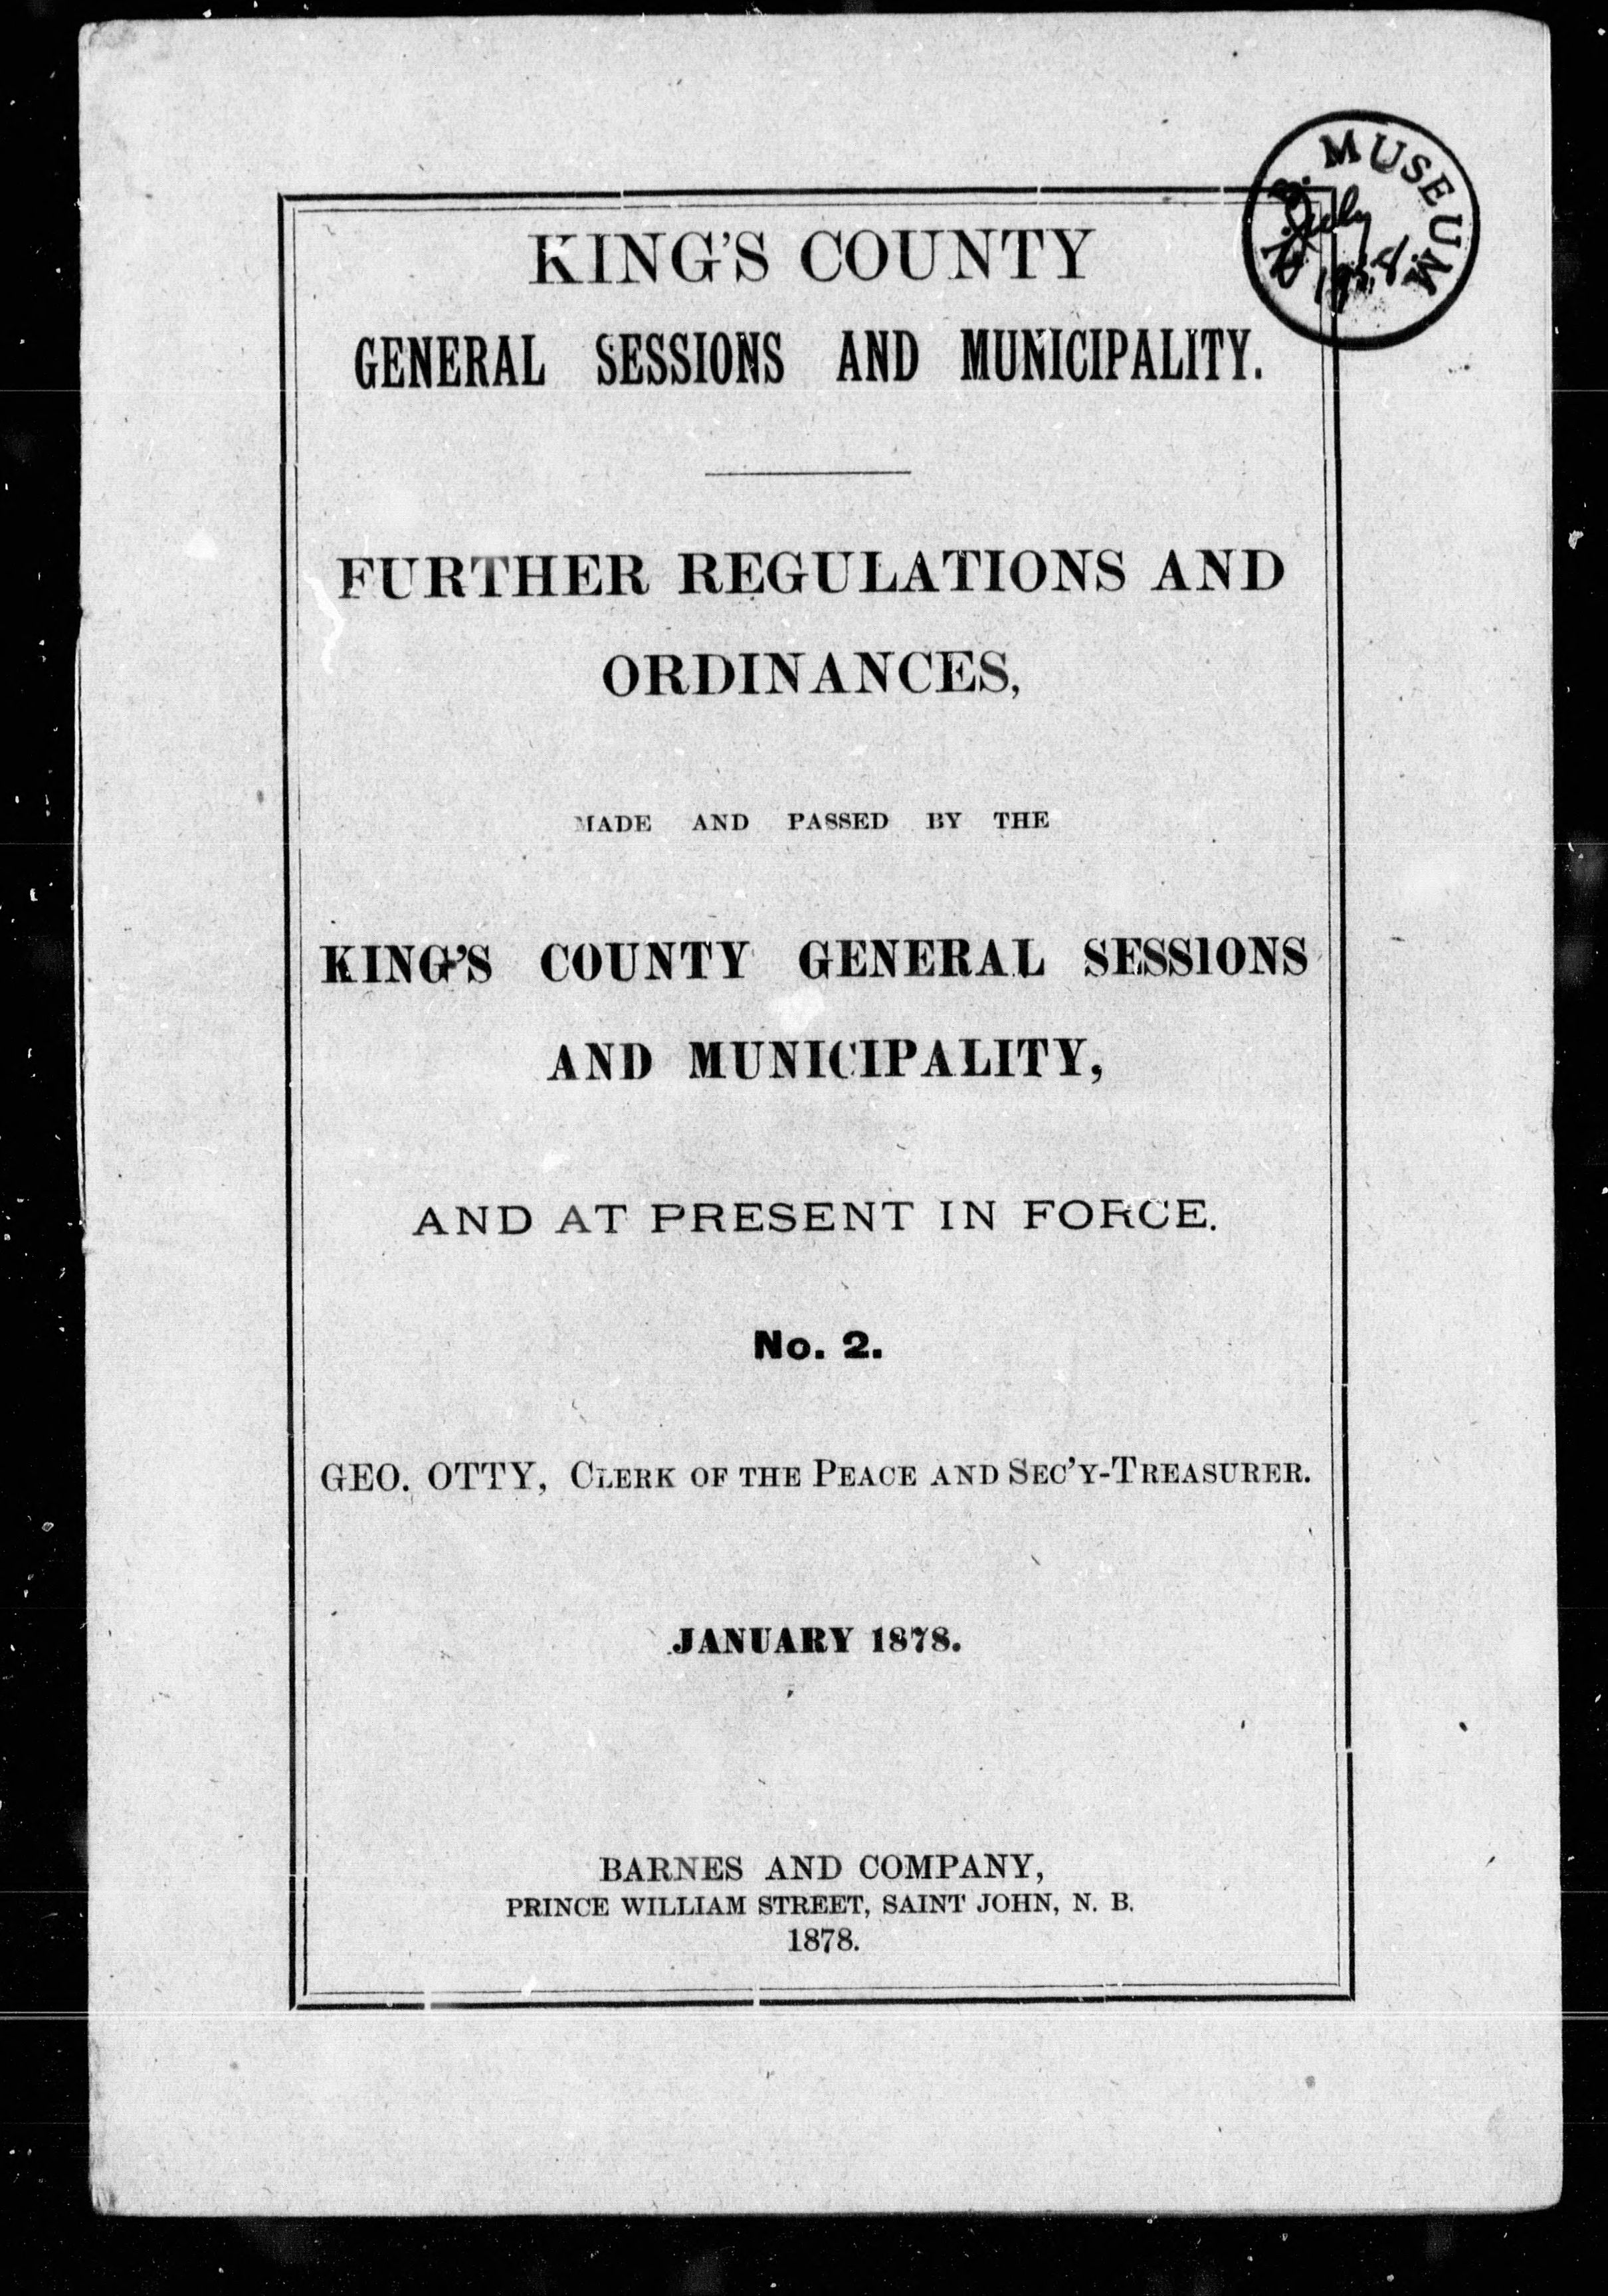 N.B. MUSEUM
July
KING'S COUNTY
GENERAL SESSIONS AND MUNICIPALITY.
FURTHER REGULATIONS AND
ORDINANCES,
MADE AND PASSED BY THE
KING'S COUNTY GENERAL SESSIONS
AND MUNICIPALITY,
AND AT PRESENT IN FORCE.
No. 2.
GEO. OTTY, CLERK OF THE PEACE AND SEC'Y-TREASURER.
JANUARY 1878.
BARNES AND COMPANY,
PRINCE WILLIAM STREET, SAINT JOHN, N. B.
1878.